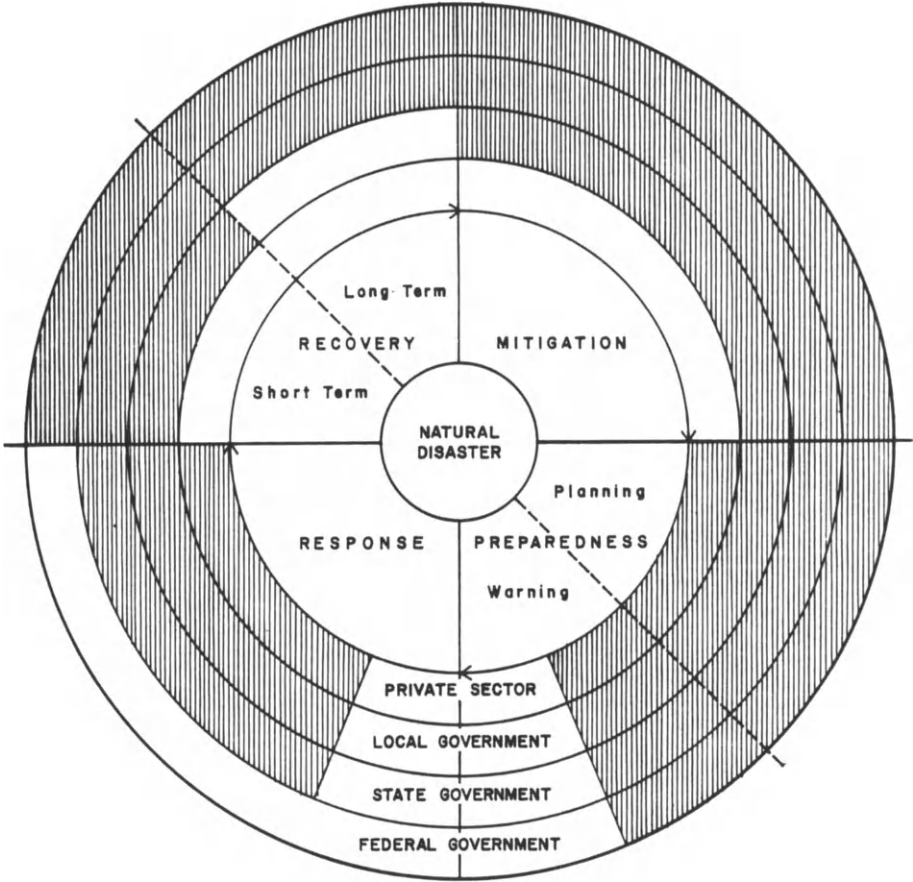 Long Term
RECOVERY
MITIGATION
Short Term
NATURAL
DISASTER
Planning
RESPONSE
PREPAREDNESS
Warning
PRIVATE SECTOR
LOCAL GOVERNMENT
STATE GOVERNMENT
FEDERAL GOVERNMENT